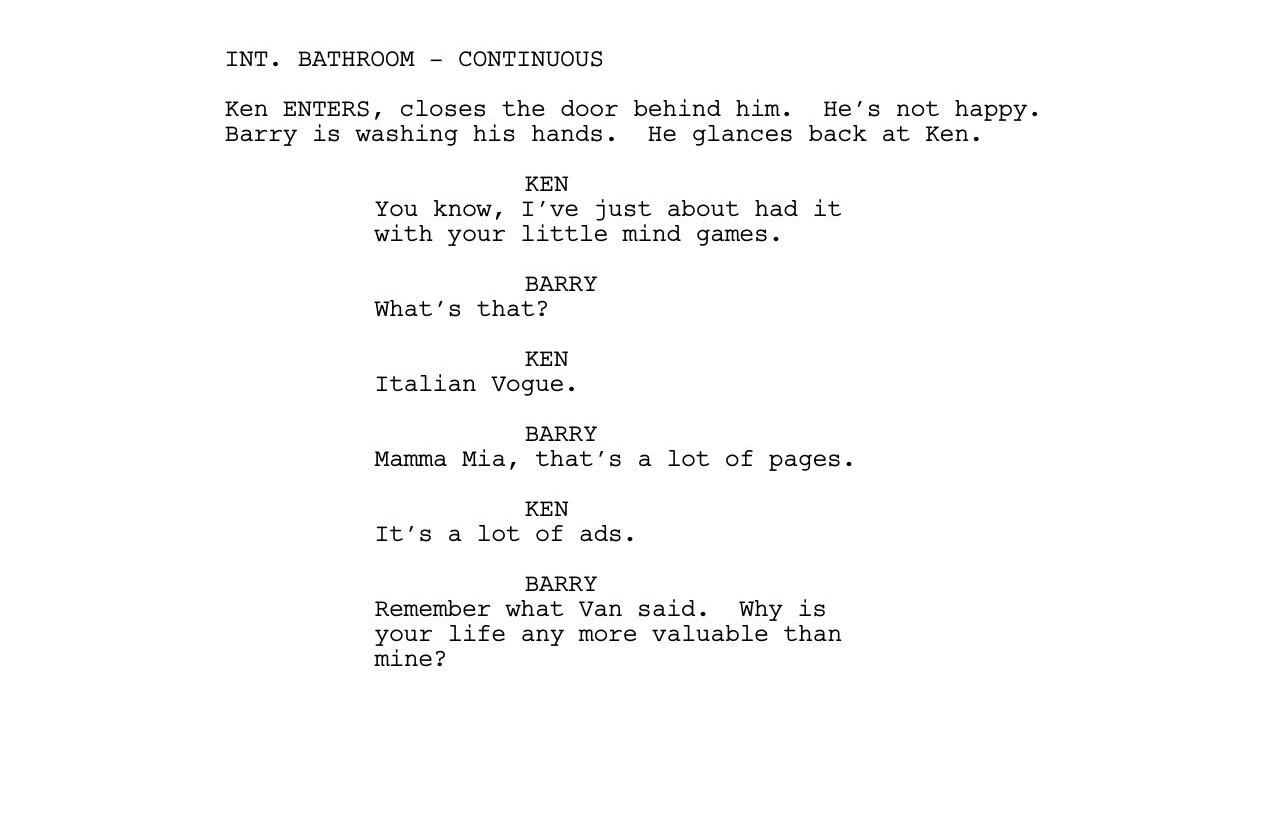 INT. BATHROOM – CONTINUOUS
Ken ENTERS, closes the door behind him.  He’s not happy.
Barry is washing his hands.  He glances back at Ken.
KEN
You know, I’ve just about had it
with your little mind games.
BARRY
What’s that?
KEN
Italian Vogue.
BARRY
Mamma Mia, that’s a lot of pages.
KEN
It’s a lot of ads.
BARRY
Remember what Van said.  Why is
your life any more valuable than
mine?